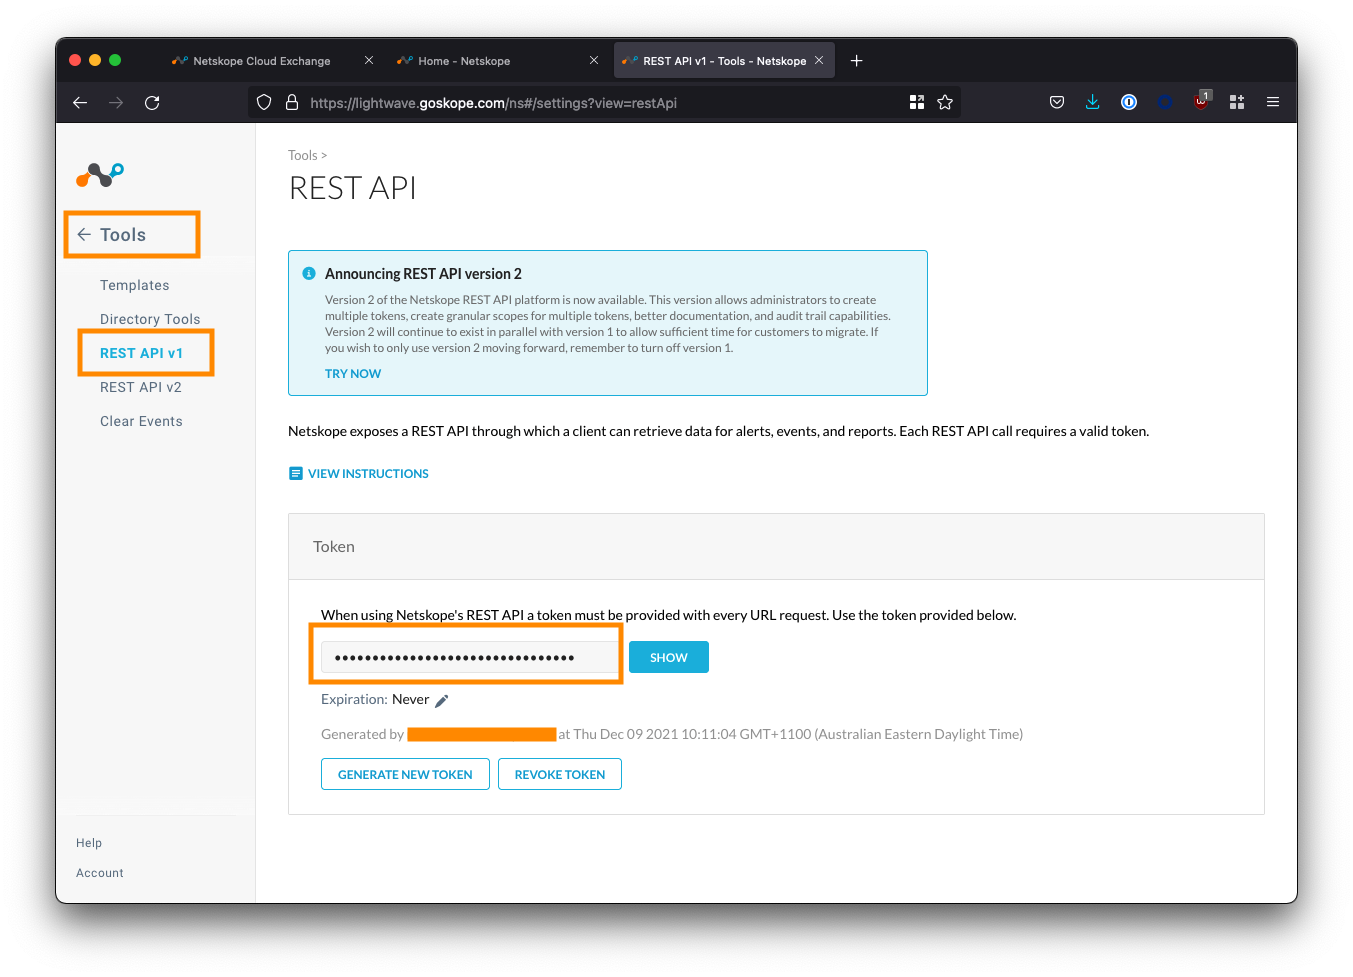 Netskope Cloud Exchange
Home - Netskope
REST API v1 - Tools - Netskope
https://lightwave.goskope.com/ns#/settings?view=restApi
1
Tools
Templates
Directory Tools
REST API v1
REST API v2
Clear Events
Help
Account
Tools >
REST API
Announcing REST API version 2
Version 2 of the Netskope REST API platform is now available. This version allows administrators to create
multiple tokens, create granular scopes for multiple tokens, better documentation, and audit trail capabilities.
Version 2 will continue to exist in parallel with version 1 to allow sufficient time for customers to migrate. If
you wish to only use version 2 moving forward, remember to turn off version 1.
TRY NOW
Netskope exposes a REST API through which a client can retrieve data for alerts, events, and reports. Each REST API call requires a valid token.
VIEW INSTRUCTIONS
Token
When using Netskope's REST API a token must be provided with every URL request. Use the token provided below.
••••••••••••••••••••••••••••••••
SHOW
Expiration: Never
Generated by at Thu Dec 09 2021 10:11:04 GMT+1100 (Australian Eastern Daylight Time)
GENERATE NEW TOKEN
REVOKE TOKEN